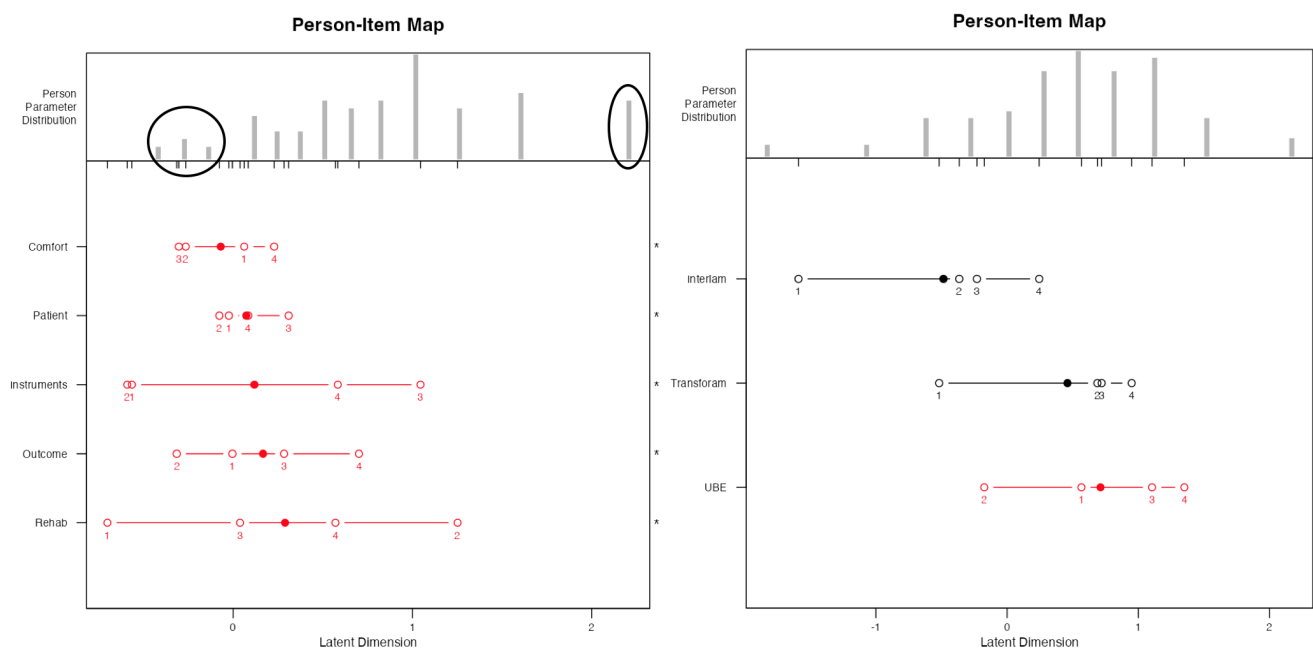 Person-Item Map
Person
Parameter
Distribution
Comfort
32 1 4 *
Patient
2 1 4 3 *
Instruments
21 4 3 *
Outcome
2 1 3 4 *
Rehab
1 3 4 2 *
0 1 2
Latent Dimension
Person-Item Map
Person
Parameter
Distribution
Interlam
1 2 3 4
Transforam
1 23 4
UBE
2 1 3 4
-1 0 1 2
Latent Dimension